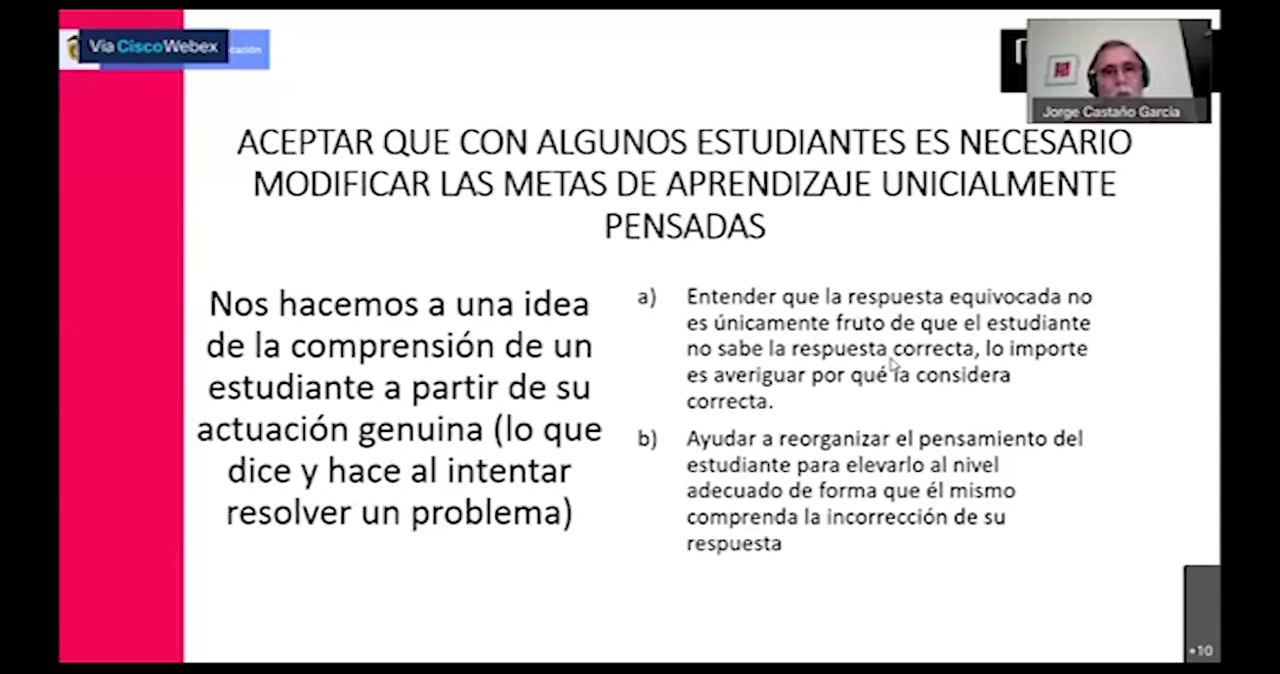 Via CiscoWebex
cación
Jorge Castaño García
ACEPTAR QUE CON ALGUNOS ESTUDIANTES ES NECESARIO
MODIFICAR LAS METAS DE APRENDIZAJE UNICIALMENTE
PENSADAS
Nos hacemos a una idea
de la comprensión de un
estudiante a partir de su
actuación genuina (lo que
dice y hace al intentar
resolver un problema)
a) Entender que la respuesta equivocada no
es únicamente fruto de que el estudiante
no sabe la respuesta correcta, lo importe
es averiguar por qué la considera
correcta.
b) Ayudar a reorganizar el pensamiento del
estudiante para elevarlo al nivel
adecuado de forma que él mismo
comprenda la incorrección de su
respuesta
+10